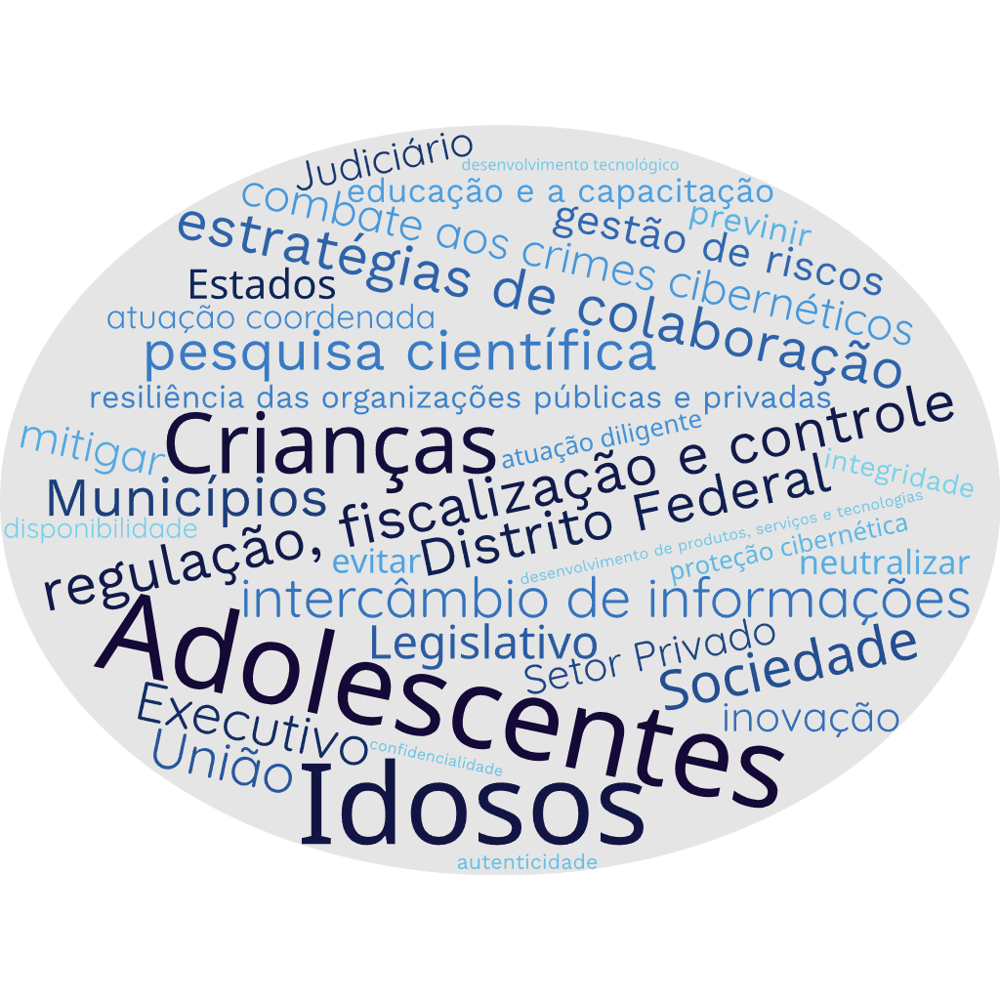 Judiciário
desenvolvimento tecnológico
educação e a capacitação
combate aos crimes cibernéticos
previnir
gestão de riscos
estratégias de colaboração
Estados
atuação coordenada
pesquisa científica
resiliência das organizações públicas e privadas
Crianças
atuação diligente
mitigar
regulação, fiscalização e controle
integridade
Municípios
Distrito Federal
disponibilidade
desenvolvimento de produtos, serviços e tecnologias
evitar
proteção cibernética
neutralizar
intercâmbio de informações
Adolescentes
Legislativo
Setor Privado
Sociedade
Executivo
inovação
União
confidencialidade
Idosos
autenticidade